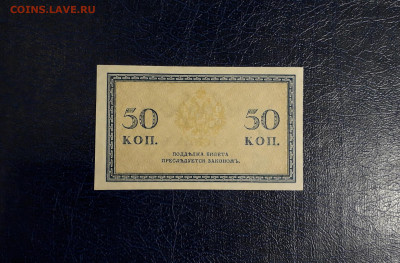 COINS.LAVE.RU
50 50
КОП. КОП.
ПОДДѢЛКА БИЛЕТА
ПРЕСЛѢДУЕТСЯ ЗАКОНОМЪ.